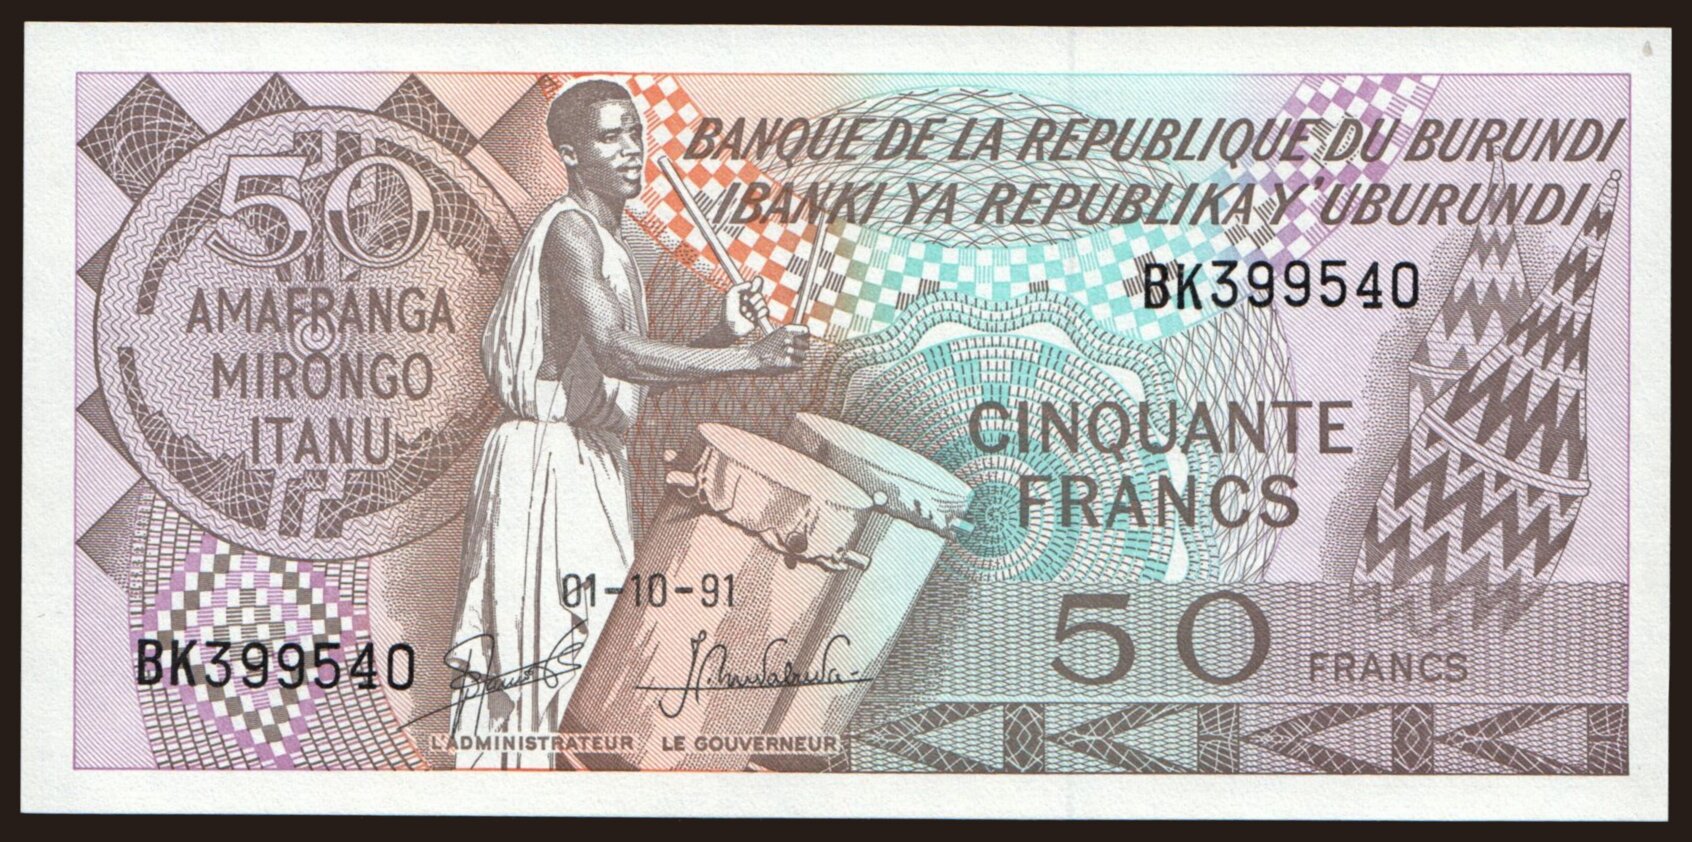 BANQUE DE LA REPUBLIQUE DU BURUNDI
IBANKI YA REPUBLIKA Y'UBURUNDI
50
AMAFRANGA
MIRONGO
ITANU
BK399540
CINQUANTE
FRANCS
01-10-91
50 FRANCS
BK399540
L'ADMINISTRATEUR
LE GOUVERNEUR